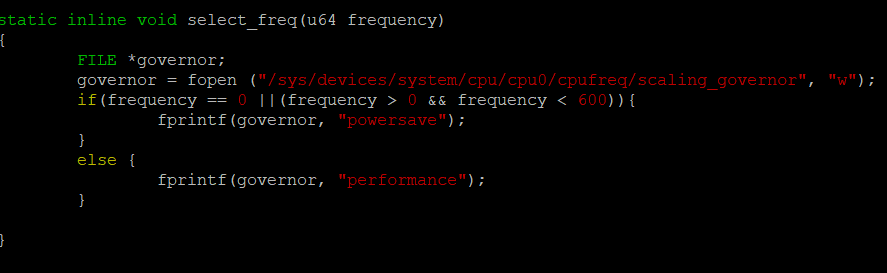 static inline void select_freq(u64 frequency)
{
        FILE *governor;
        governor = fopen ("/sys/devices/system/cpu/cpu0/cpufreq/scaling_governor", "w");
        if(frequency == 0 ||(frequency > 0 && frequency < 600)){
                fprintf(governor, "powersave");
        }
        else {
                fprintf(governor, "performance");
        }
}